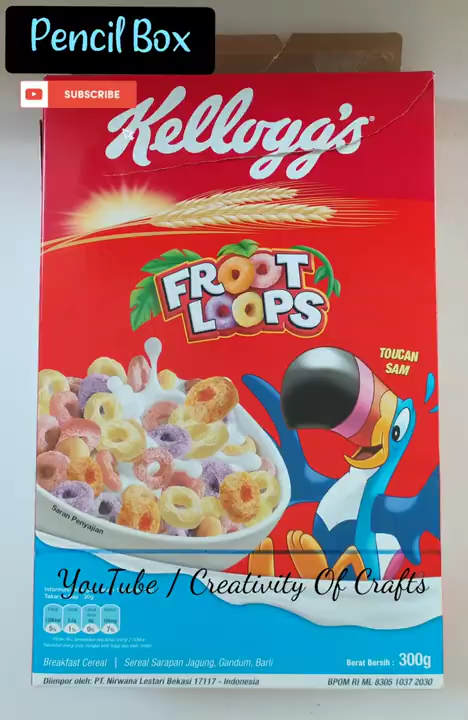 Pencil Box
SUBSCRIBE
Kellogg's
FROOT
LOOPS
TOUCAN
SAM
Saran Penyajian
YouTube / Creativity Of Crafts
Breakfast Cereal | Sereal Sarapan Jagung, Gandum, Barli
Berat Bersih : 300g
Diimpor oleh: PT. Nirwana Lestari Bekasi 17117 - Indonesia
BPOM RI ML 8305 1037 2030